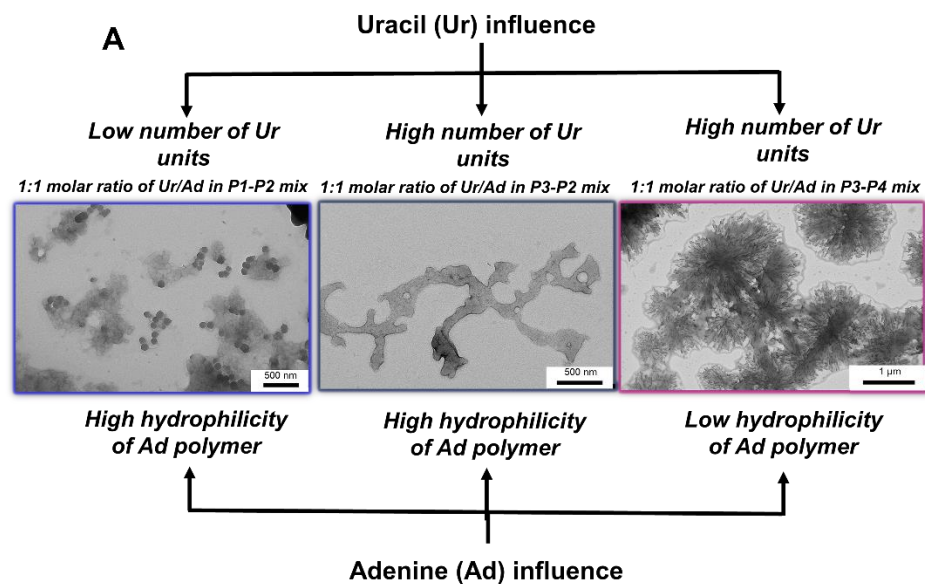 A
Uracil (Ur) influence
Low number of Ur
units
1:1 molar ratio of Ur/Ad in P1-P2 mix
High number of Ur
units
1:1 molar ratio of Ur/Ad in P3-P2 mix
High number of Ur
units
1:1 molar ratio of Ur/Ad in P3-P4 mix
500 nm
500 nm
1 µm
High hydrophilicity
of Ad polymer
High hydrophilicity
of Ad polymer
Low hydrophilicity
of Ad polymer
Adenine (Ad) influence